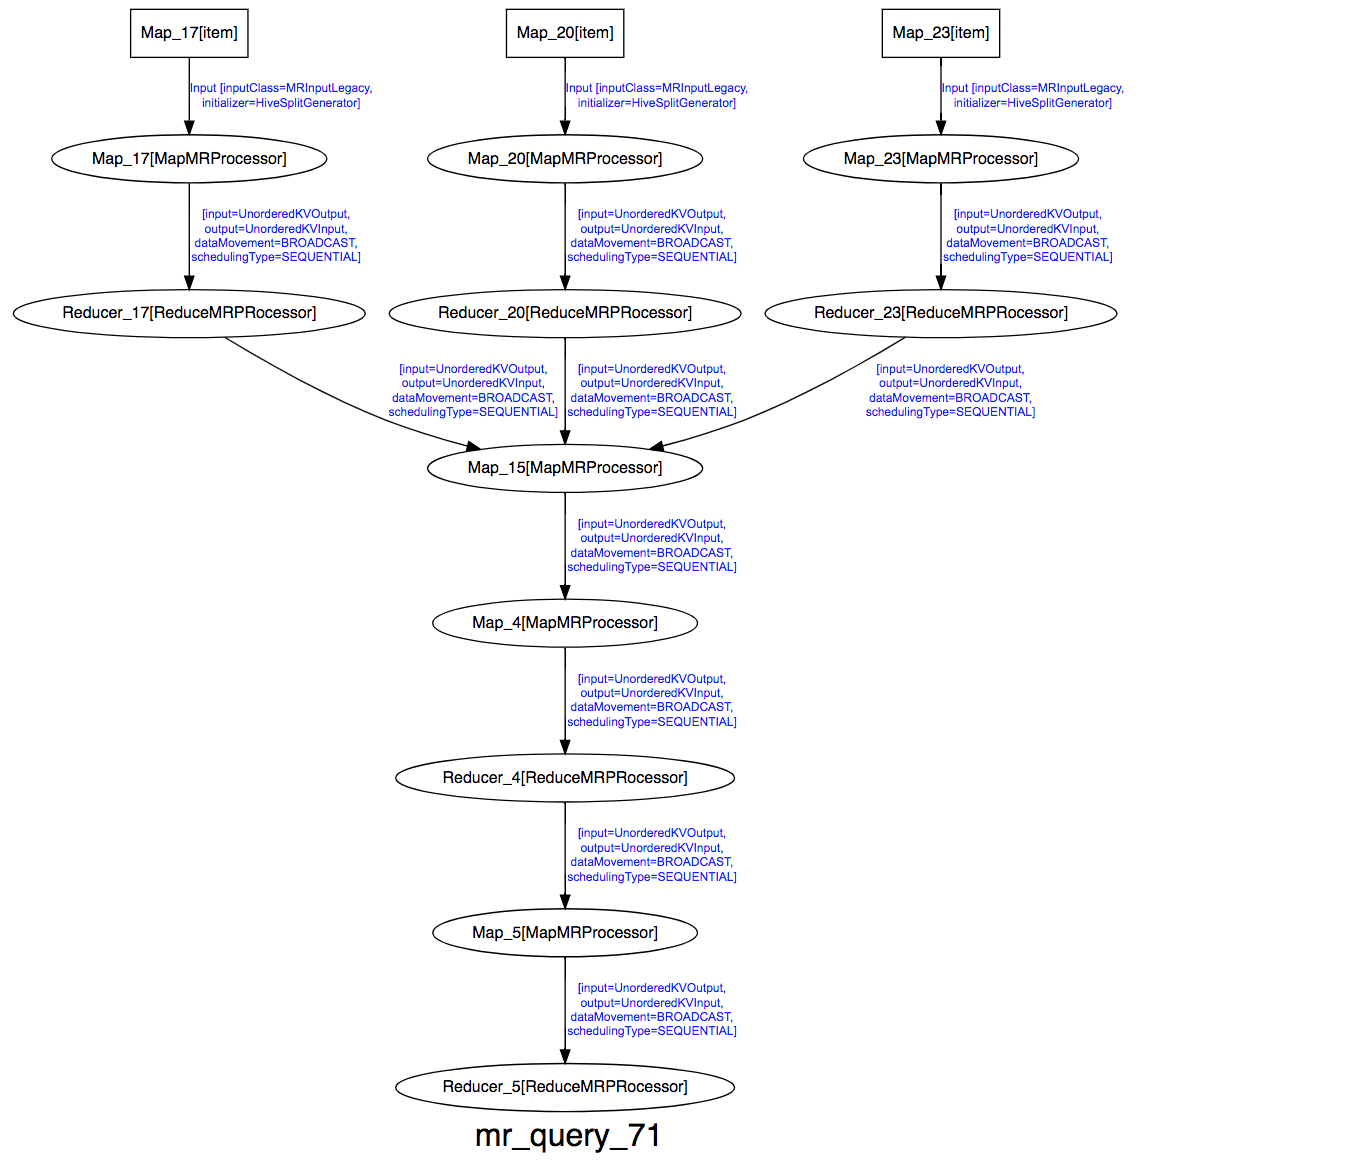 Map_17[item]
Map_20[item]
Map_23[item]
Input [inputClass=MRInputLegacy,
initializer=HiveSplitGenerator]
Input [inputClass=MRInputLegacy,
initializer=HiveSplitGenerator]
Input [inputClass=MRInputLegacy,
initializer=HiveSplitGenerator]
Map_17[MapMRProcessor]
Map_20[MapMRProcessor]
Map_23[MapMRProcessor]
[input=UnorderedKVOutput,
output=UnorderedKVInput,
dataMovement=BROADCAST,
schedulingType=SEQUENTIAL]
[input=UnorderedKVOutput,
output=UnorderedKVInput,
dataMovement=BROADCAST,
schedulingType=SEQUENTIAL]
[input=UnorderedKVOutput,
output=UnorderedKVInput,
dataMovement=BROADCAST,
schedulingType=SEQUENTIAL]
Reducer_17[ReduceMRPRocessor]
Reducer_20[ReduceMRPRocessor]
Reducer_23[ReduceMRPRocessor]
[input=UnorderedKVOutput,
output=UnorderedKVInput,
dataMovement=BROADCAST,
schedulingType=SEQUENTIAL]
[input=UnorderedKVOutput,
output=UnorderedKVInput,
dataMovement=BROADCAST,
schedulingType=SEQUENTIAL]
[input=UnorderedKVOutput,
output=UnorderedKVInput,
dataMovement=BROADCAST,
schedulingType=SEQUENTIAL]
Map_15[MapMRProcessor]
[input=UnorderedKVOutput,
output=UnorderedKVInput,
dataMovement=BROADCAST,
schedulingType=SEQUENTIAL]
Map_4[MapMRProcessor]
[input=UnorderedKVOutput,
output=UnorderedKVInput,
dataMovement=BROADCAST,
schedulingType=SEQUENTIAL]
Reducer_4[ReduceMRPRocessor]
[input=UnorderedKVOutput,
output=UnorderedKVInput,
dataMovement=BROADCAST,
schedulingType=SEQUENTIAL]
Map_5[MapMRProcessor]
[input=UnorderedKVOutput,
output=UnorderedKVInput,
dataMovement=BROADCAST,
schedulingType=SEQUENTIAL]
Reducer_5[ReduceMRPRocessor]
mr_query_71